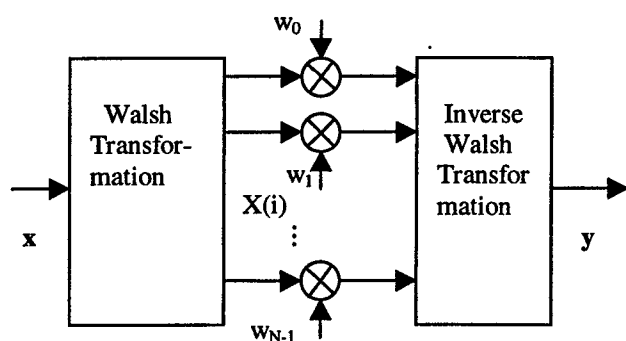 w0
Walsh
Transfor-
mation
Inverse
Walsh
Transfor
mation
w1
X(i)
⋮
x
y
wN-1